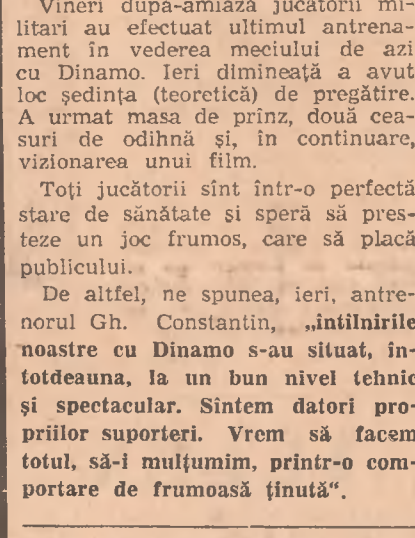 Vineri după-amiază jucătorii mi-
litari au efectuat ultimul antrena-
ment în vederea meciului de azi
cu Dinamo. Ieri dimineață a avut
loc ședința (teoretică) de pregătire.
A urmat masa de prînz, două cea-
suri de odihnă și, în continuare,
vizionarea unui film.
Toți jucătorii sînt într-o perfectă
stare de sănătate și speră să pres-
teze un joc frumos, care să placă
publicului.
De altfel, ne spunea, ieri, antre-
norul Gh. Constantin, „intîlnirile
noastre cu Dinamo s-au situat, în-
totdeauna, la un bun nivel tehnic
și spectacular. Sîntem datori pro-
priilor suporteri. Vrem să facem
totul, să-i mulțumim, printr-o com-
portare de frumoasă ținută“.